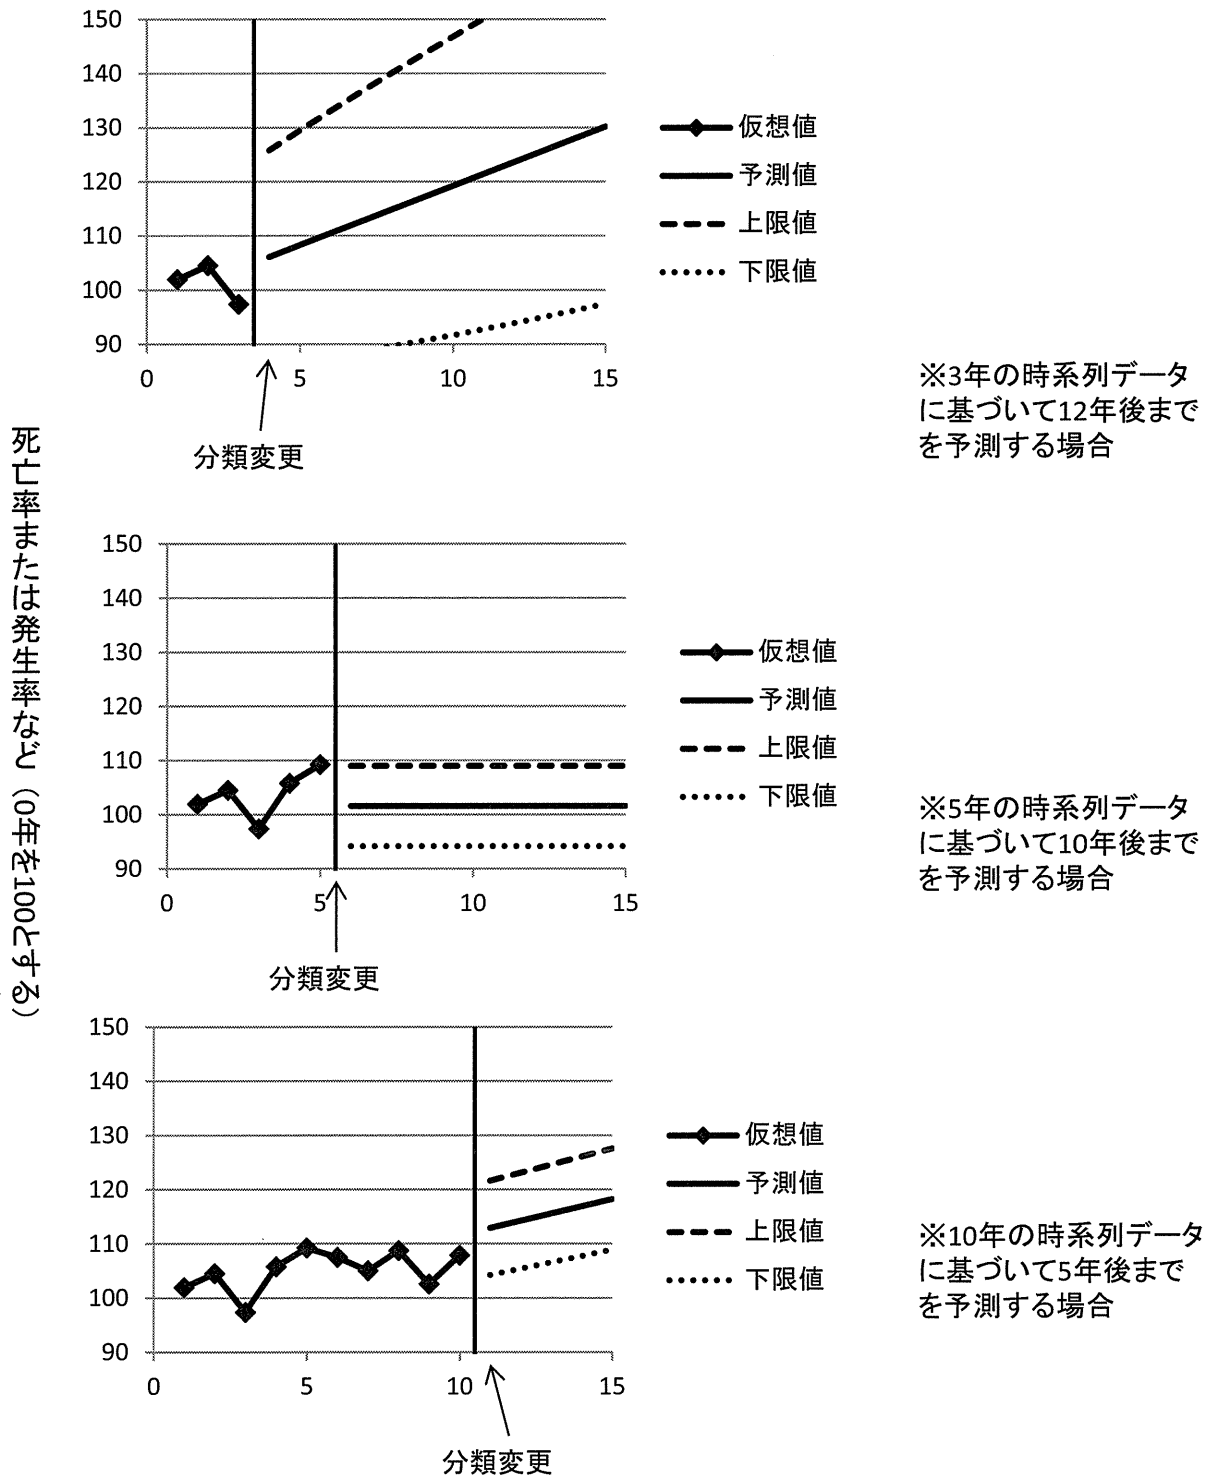 死亡率または発生率など（0年を100とする）
150
140
130
120
110
100
90
0
5
10
15
分類変更
仮想値
予測値
上限値
下限値
※3年の時系列データ
に基づいて12年後まで
を予測する場合
150
140
130
120
110
100
90
0
5
10
15
分類変更
仮想値
予測値
上限値
下限値
※5年の時系列データ
に基づいて10年後まで
を予測する場合
150
140
130
120
110
100
90
0
5
10
15
分類変更
仮想値
予測値
上限値
下限値
※10年の時系列データ
に基づいて5年後まで
を予測する場合